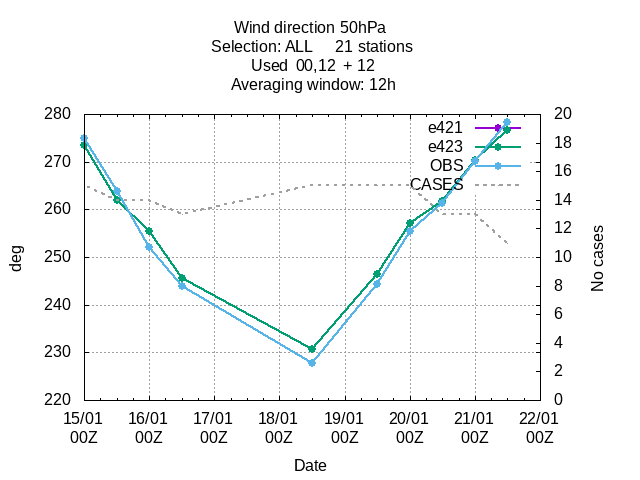 Wind direction 50hPa
Selection: ALL 21 stations
Used 00,12 + 12
Averaging window: 12h
280
270
260
250
240
230
220
deg
20
18
16
14
12
10
8
6
4
2
0
No cases
e421
e423
OBS
CASES
15/01 16/01 17/01 18/01 19/01 20/01 21/01 22/01
00Z 00Z 00Z 00Z 00Z 00Z 00Z 00Z
Date